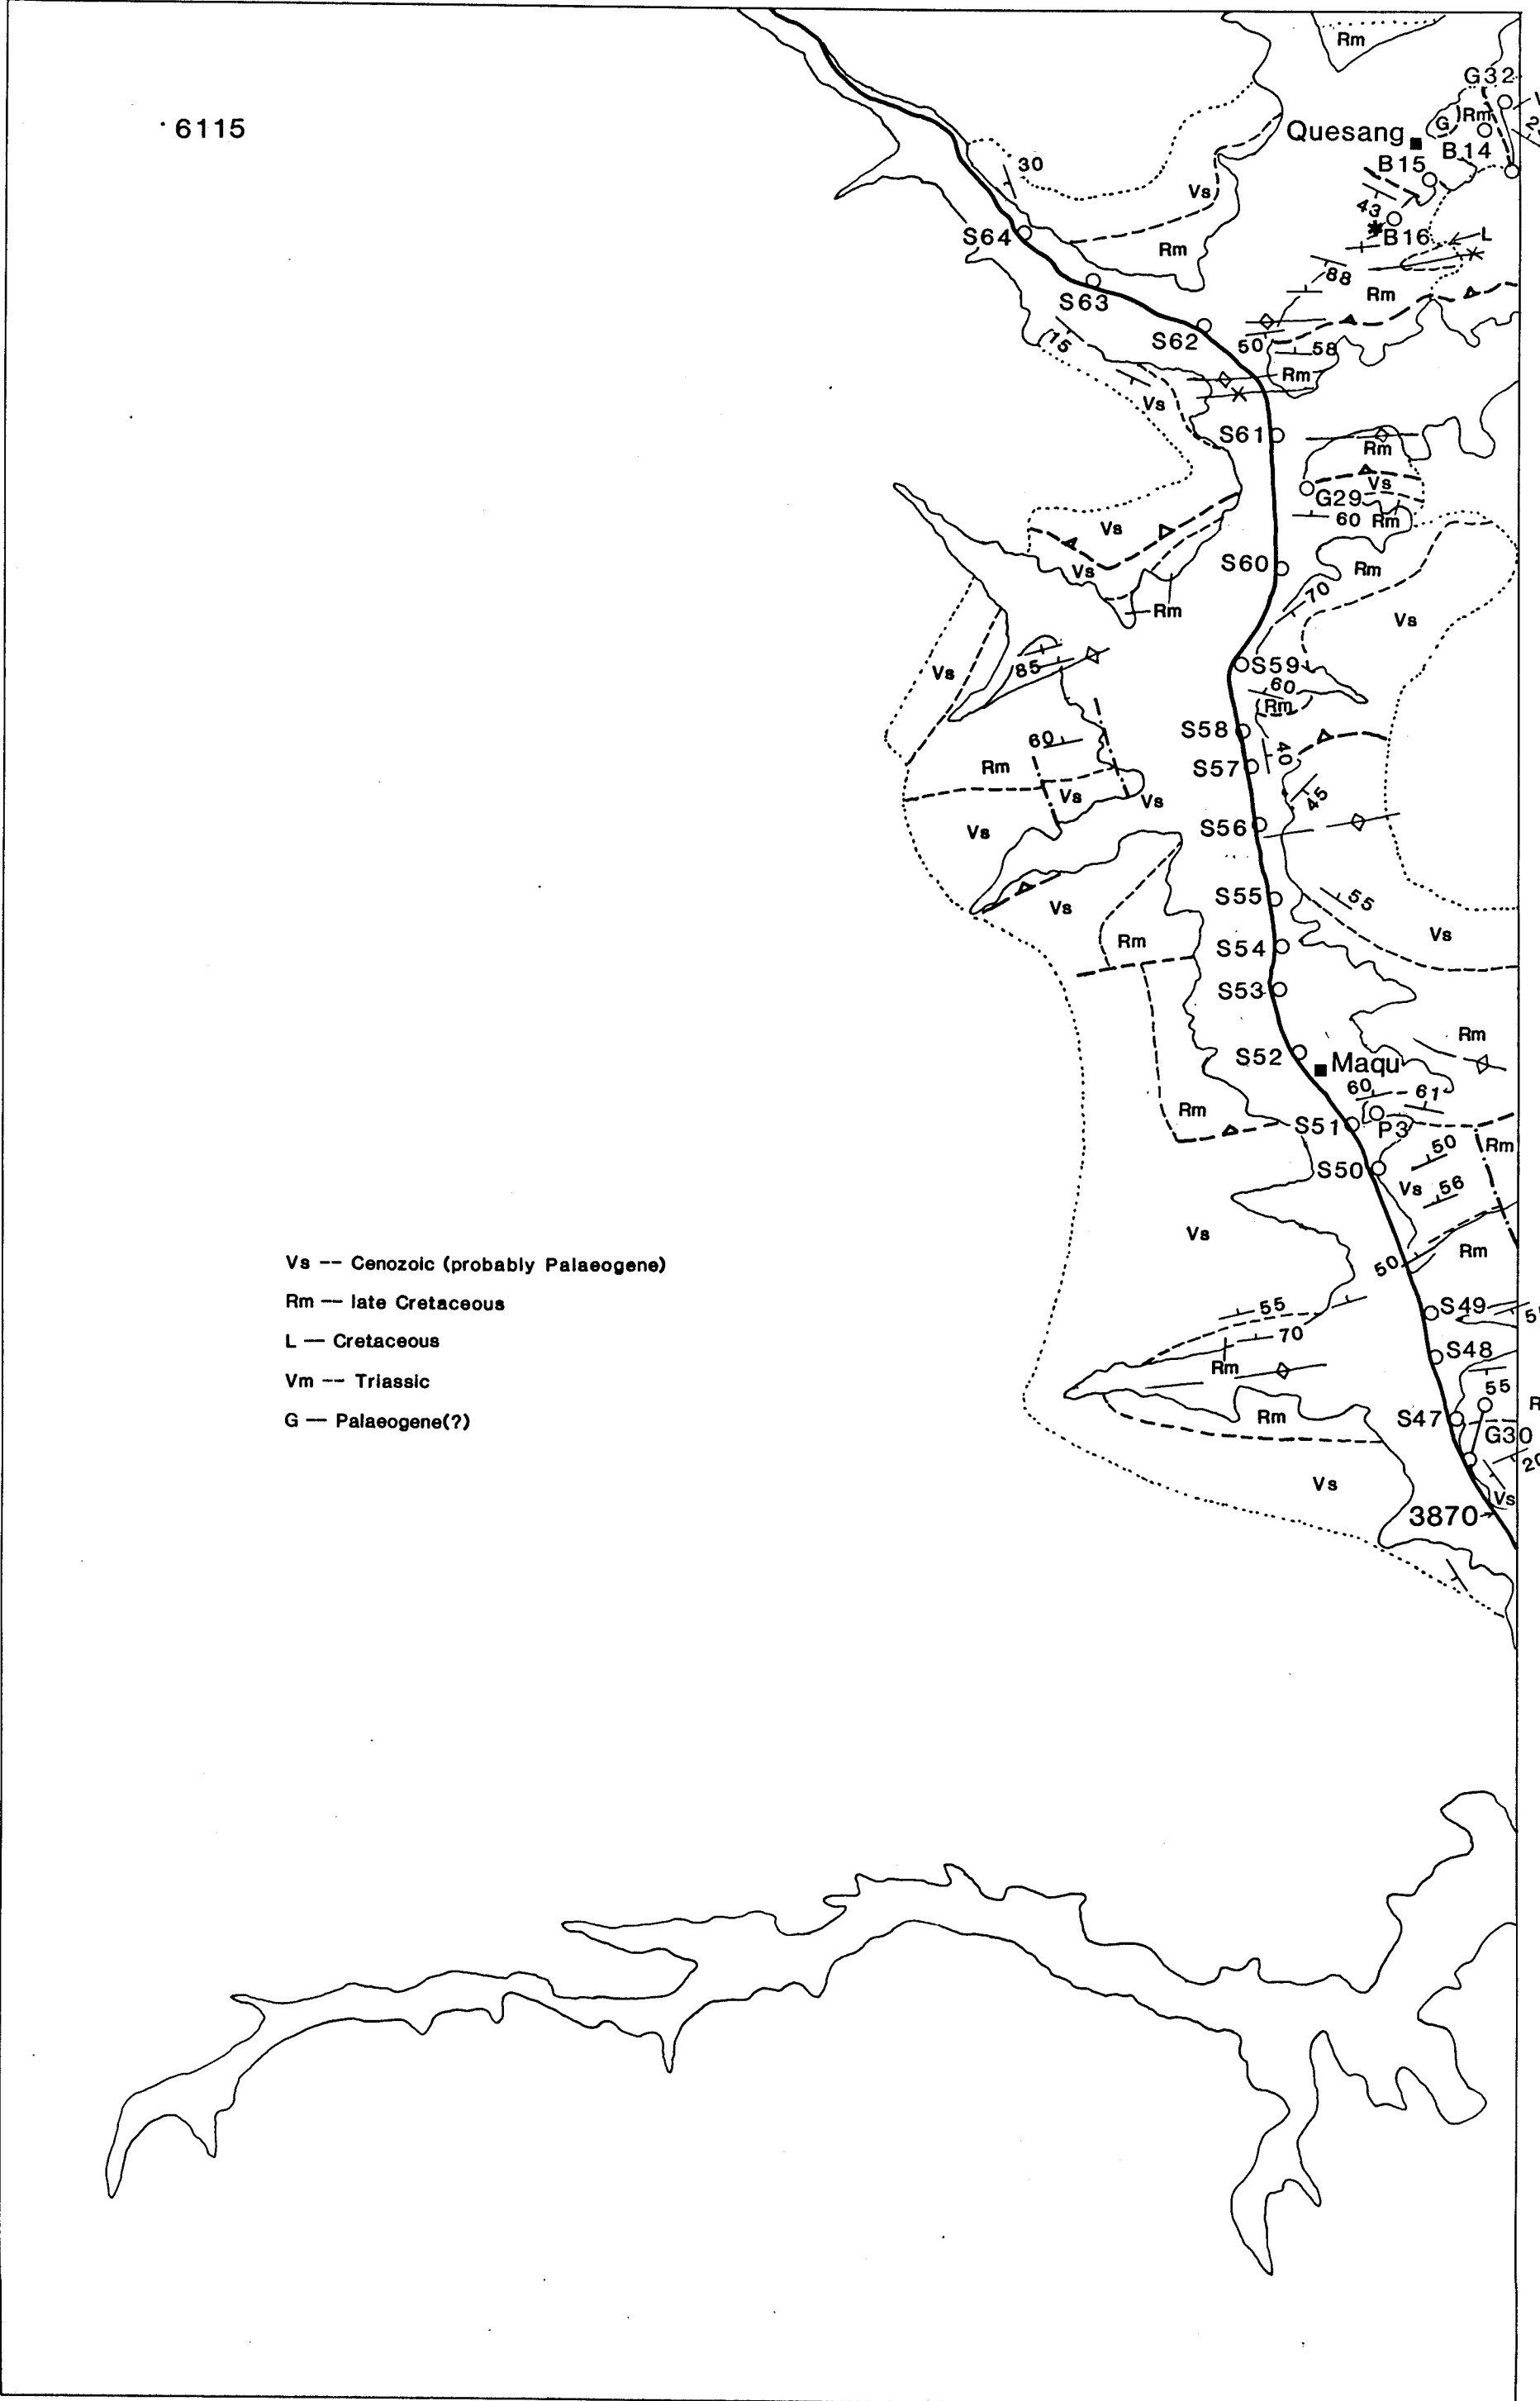 Rm
G32
6115
Quesang
G
Rm
B14
B15
30
Vs
43
B16
L
S64
Rm
88
Rm
S63
S62
50
58
15
Rm
Vs
S61
Rm
Vs
G29
60 Rm
Vs
S60
Vs
Rm
70
Rm
Vs
S59
85
Vs
60
Rm
S58
60
40
Rm
S57
Vs
Vs
45
Vs
S56
S55
55
Vs
Rm
S54
Vs
S53
Rm
S52
Maqu
60
61
Rm
S51
P3
50
Rm
S50
Vs
56
Vs
Rm
50
Vs -- Cenozoic (probably Palaeogene)
Rm -- late Cretaceous
L -- Cretaceous
Vm -- Triassic
G -- Palaeogene(?)
55
S49
70
S48
Rm
55
Rm
S47
G30
20
Vs
Vs
3870